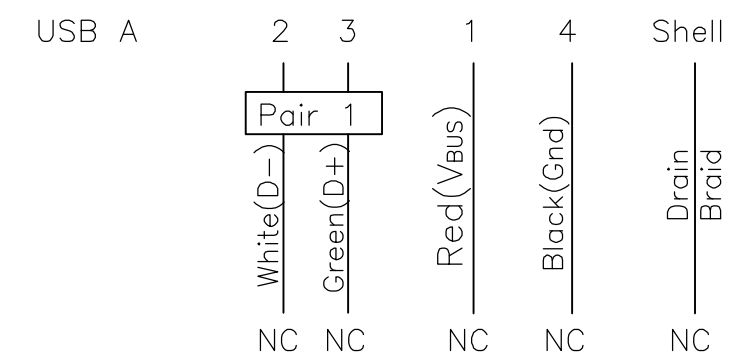 USB A 2 3 1 4 Shell
Pair 1
White(D-)
Green(D+)
Red(VBUS)
Black(Gnd)
Drain
Braid
NC NC NC NC NC